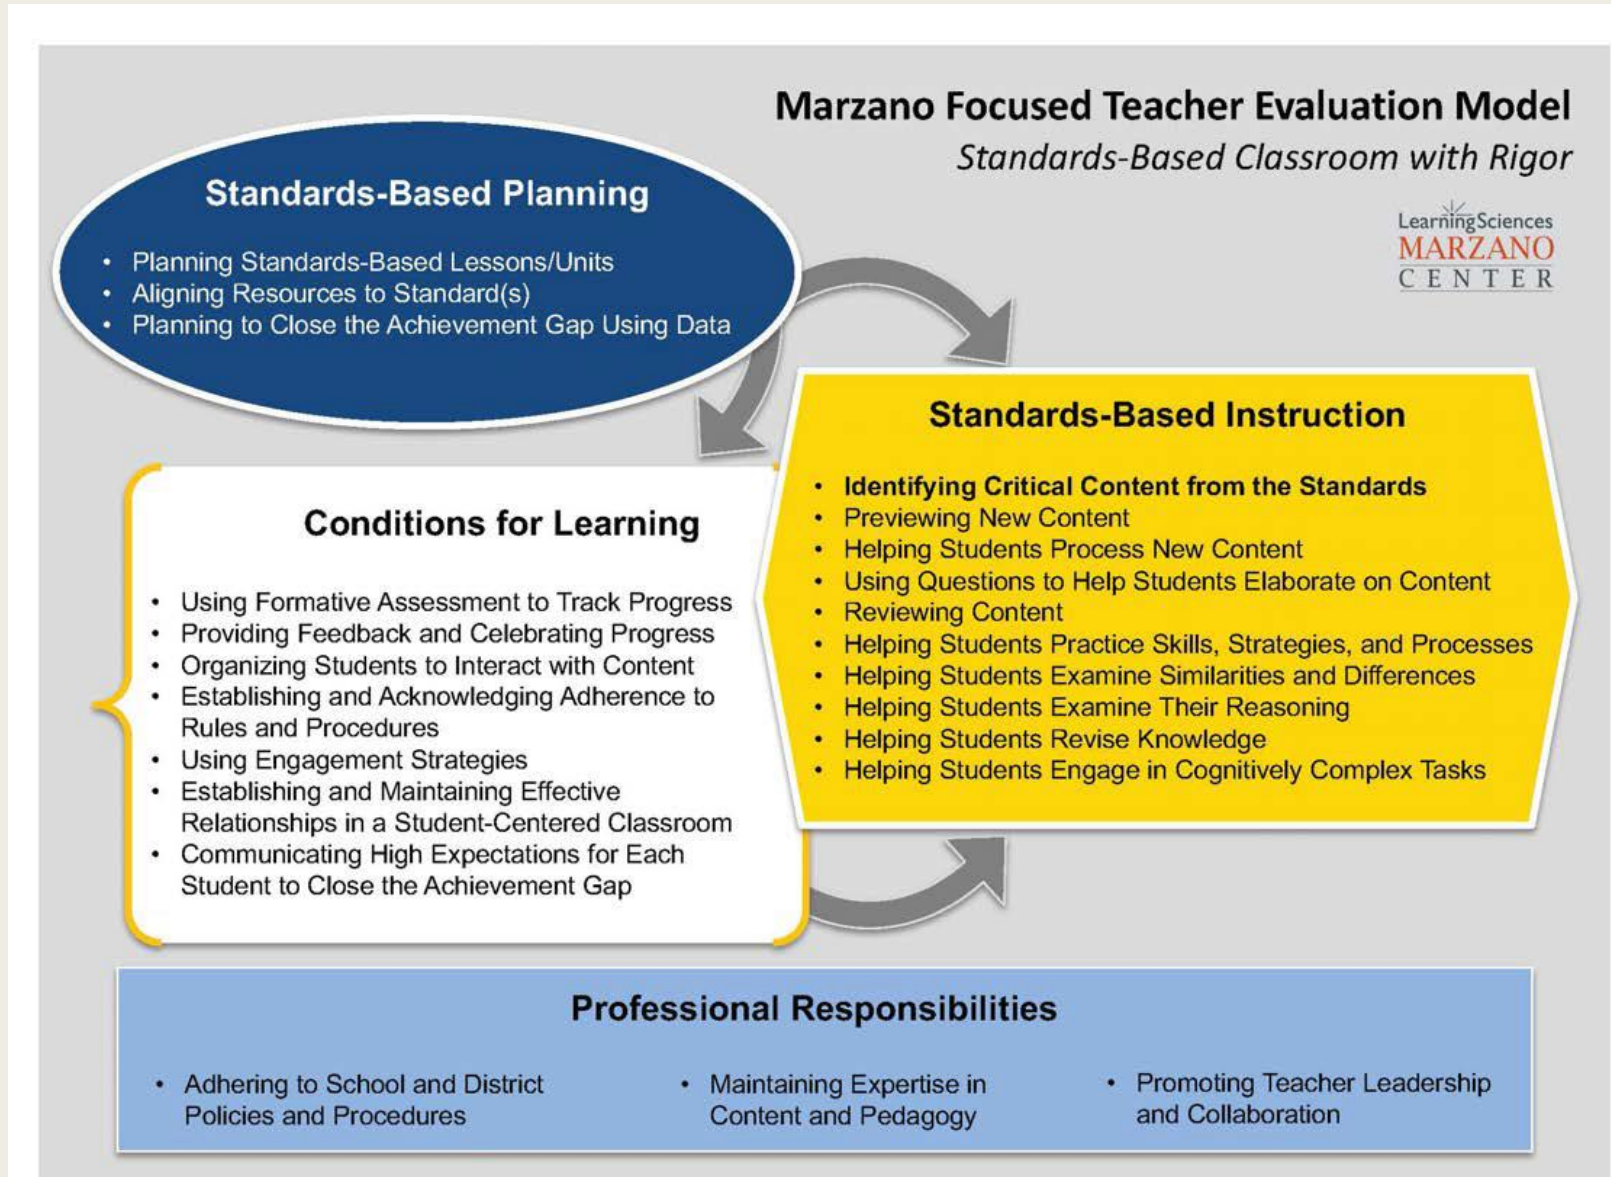 Marzano Focused Teacher Evaluation Model
Standards-Based Classroom with Rigor
LearningSciences
MARZANO
CENTER
Standards-Based Planning
• Planning Standards-Based Lessons/Units
• Aligning Resources to Standard(s)
• Planning to Close the Achievement Gap Using Data
Standards-Based Instruction
• Identifying Critical Content from the Standards
• Previewing New Content
• Helping Students Process New Content
• Using Questions to Help Students Elaborate on Content
• Reviewing Content
• Helping Students Practice Skills, Strategies, and Processes
• Helping Students Examine Similarities and Differences
• Helping Students Examine Their Reasoning
• Helping Students Revise Knowledge
• Helping Students Engage in Cognitively Complex Tasks
Conditions for Learning
• Using Formative Assessment to Track Progress
• Providing Feedback and Celebrating Progress
• Organizing Students to Interact with Content
• Establishing and Acknowledging Adherence to
Rules and Procedures
• Using Engagement Strategies
• Establishing and Maintaining Effective
Relationships in a Student-Centered Classroom
• Communicating High Expectations for Each
Student to Close the Achievement Gap
Professional Responsibilities
• Adhering to School and District
Policies and Procedures
• Maintaining Expertise in
Content and Pedagogy
• Promoting Teacher Leadership
and Collaboration